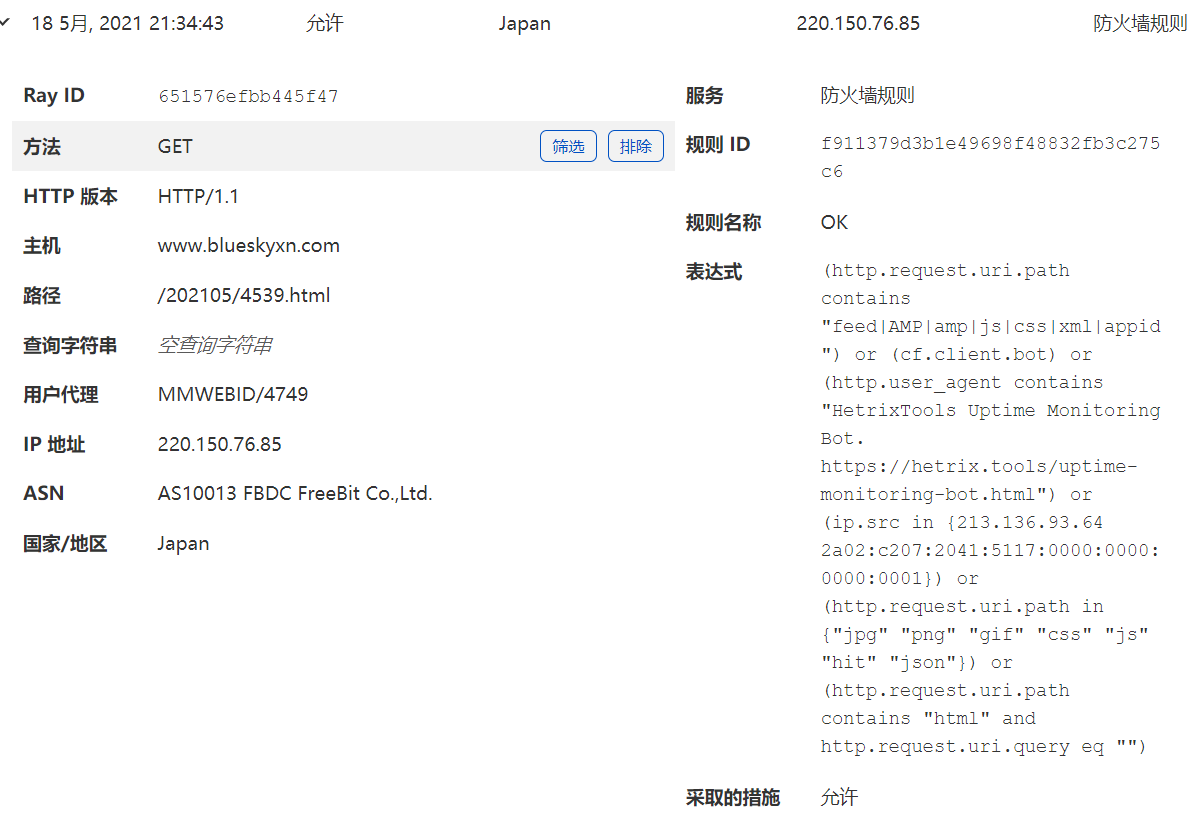 18 5月, 2021 21:34:43 允许 Japan 220.150.76.85 防火墙规则
Ray ID 651576efbb445f47
方法 GET 筛选 排除
HTTP 版本 HTTP/1.1
主机 www.blueskyxn.com
路径 /202105/4539.html
查询字符串 空查询字符串
用户代理 MMWEBID/4749
IP 地址 220.150.76.85
ASN AS10013 FBDC FreeBit Co.,Ltd.
国家/地区 Japan
服务 防火墙规则
规则 ID f911379d3b1e49698f48832fb3c275
c6
规则名称 OK
表达式 (http.request.uri.path
contains
"feed|AMP|amp|js|css|xml|appid
") or (cf.client.bot) or
(http.user_agent contains
"HetrixTools Uptime Monitoring
Bot.
https://hetrix.tools/uptime-
monitoring-bot.html") or
(ip.src in {213.136.93.64
2a02:c207:2041:5117:0000:0000:
0000:0001}) or
(http.request.uri.path in
{"jpg" "png" "gif" "css" "js"
"hit" "json"}) or
(http.request.uri.path
contains "html" and
http.request.uri.query eq "")
采取的措施 允许